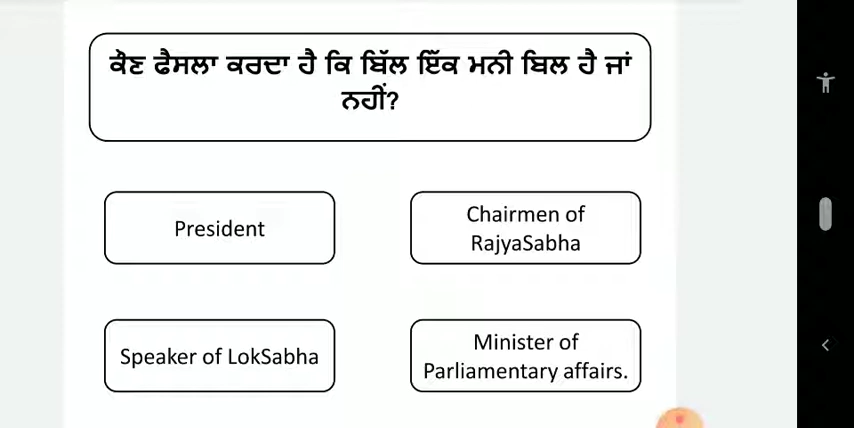 ਕੌਣ ਫੈਸਲਾ ਕਰਦਾ ਹੈ ਕਿ ਬਿੱਲ ਇੱਕ ਮਨੀ ਬਿਲ ਹੈ ਜਾਂ
ਨਹੀਂ?
President
Chairmen of
RajyaSabha
Speaker of LokSabha
Minister of
Parliamentary affairs.